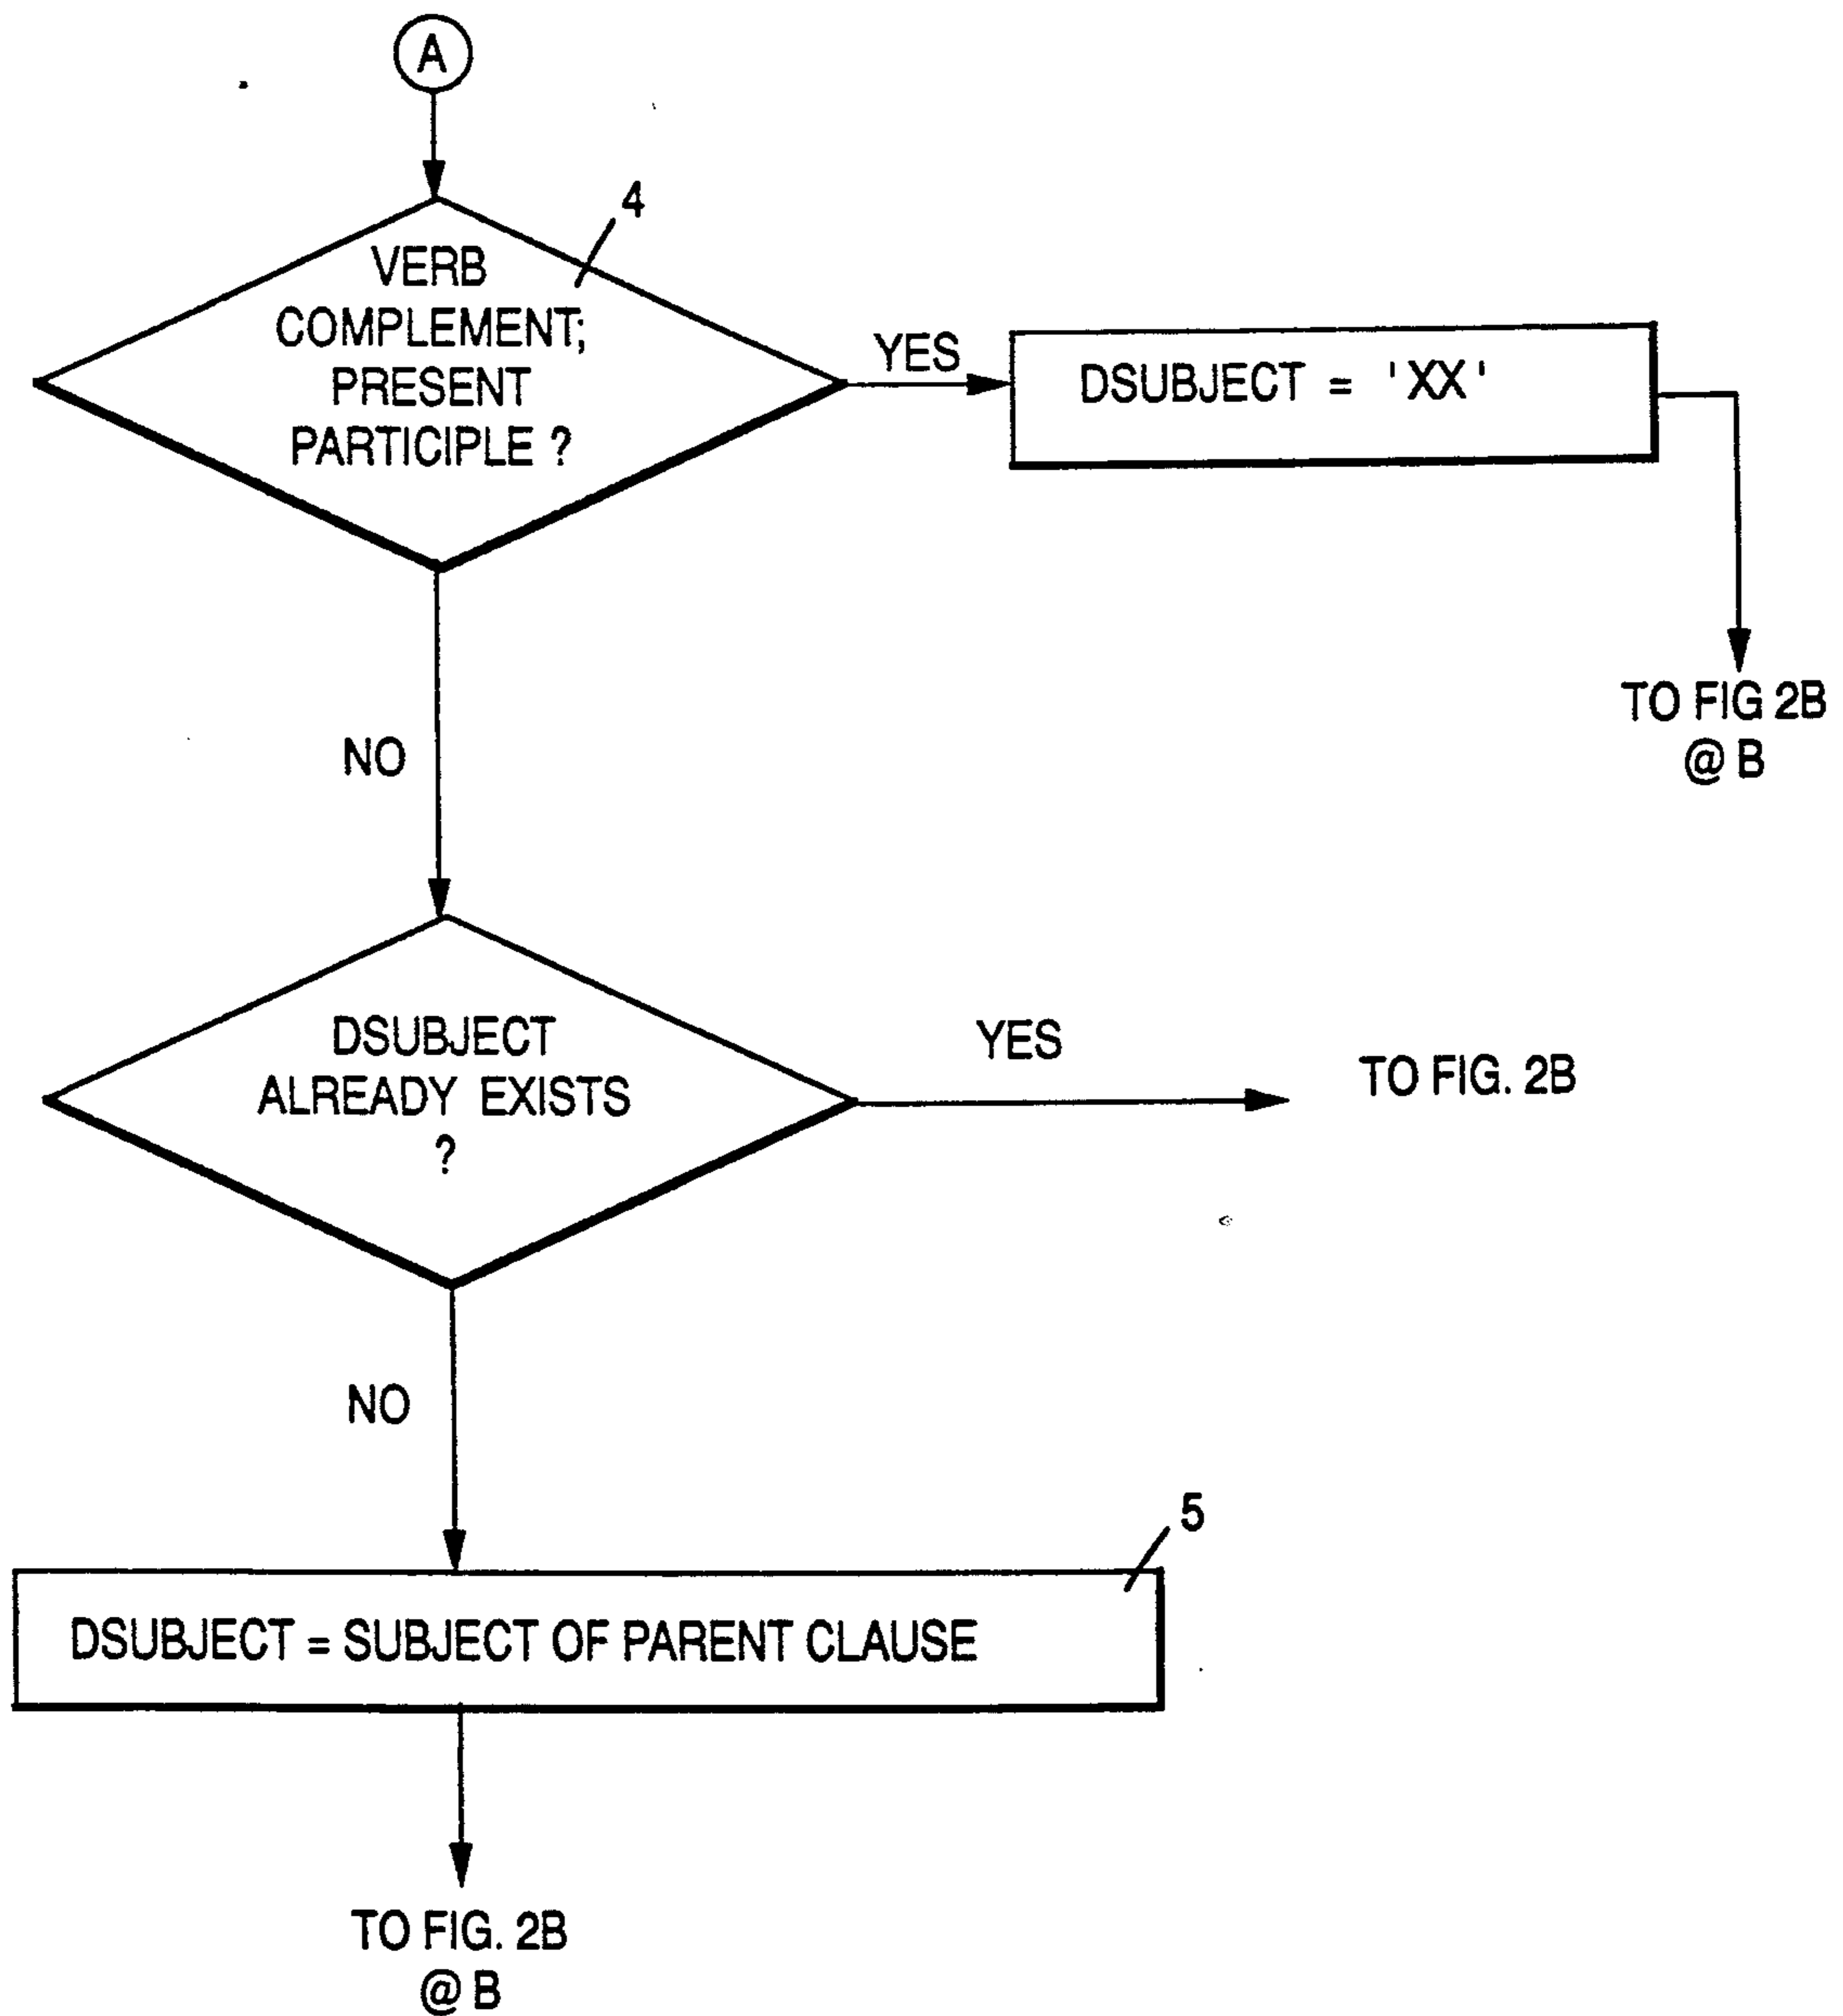 A
4
VERB
COMPLEMENT;
PRESENT
PARTICIPLE ?
YES
DSUBJECT = 'XX'
TO FIG 2B
@ B
NO
DSUBJECT
ALREADY EXISTS
?
YES
TO FIG. 2B
NO
5
DSUBJECT = SUBJECT OF PARENT CLAUSE
TO FIG. 2B
@ B